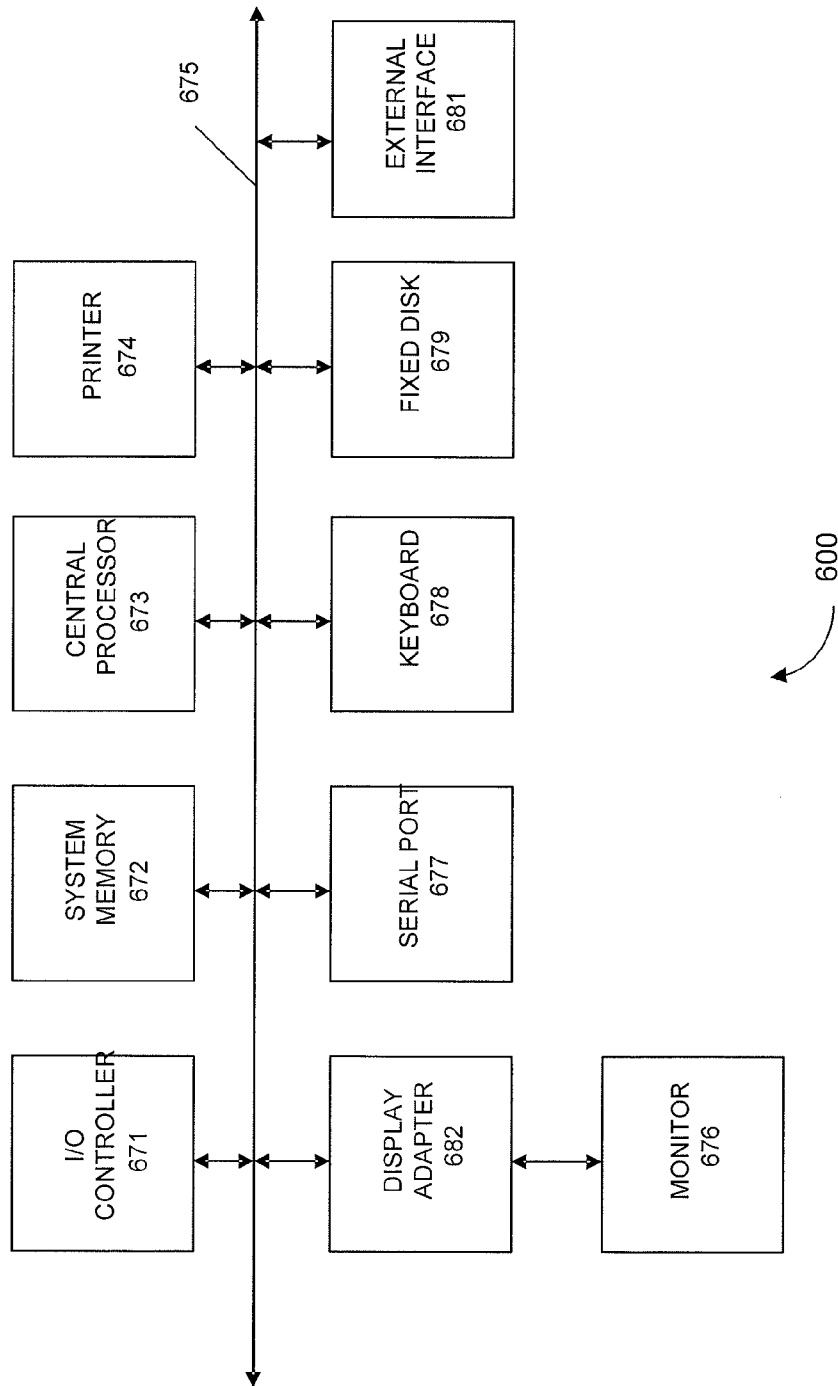 I/O
CONTROLLER
671
SYSTEM
MEMORY
672
CENTRAL
PROCESSOR
673
PRINTER
674
675
DISPLAY
ADAPTER
682
SERIAL PORT
677
KEYBOARD
678
FIXED DISK
679
EXTERNAL
INTERFACE
681
MONITOR
676
600